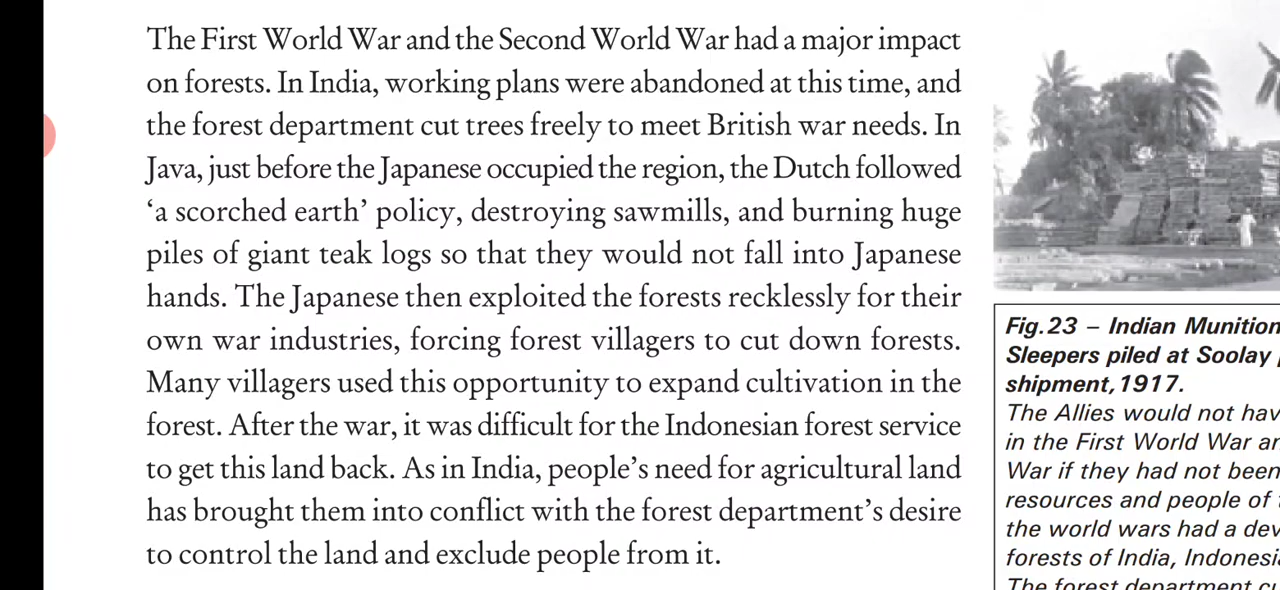 The First World War and the Second World War had a major impact
on forests. In India, working plans were abandoned at this time, and
the forest department cut trees freely to meet British war needs. In
Java, just before the Japanese occupied the region, the Dutch followed
‘a scorched earth’ policy, destroying sawmills, and burning huge
piles of giant teak logs so that they would not fall into Japanese
hands. The Japanese then exploited the forests recklessly for their
own war industries, forcing forest villagers to cut down forests.
Many villagers used this opportunity to expand cultivation in the
forest. After the war, it was difficult for the Indonesian forest service
to get this land back. As in India, people’s need for agricultural land
has brought them into conflict with the forest department’s desire
to control the land and exclude people from it.
Fig.23 – Indian Munition
Sleepers piled at Soolay
shipment,1917.
The Allies would not
in the First World War
War if they had not been
resources and people of
the world wars had a
forests of India,
The forest department